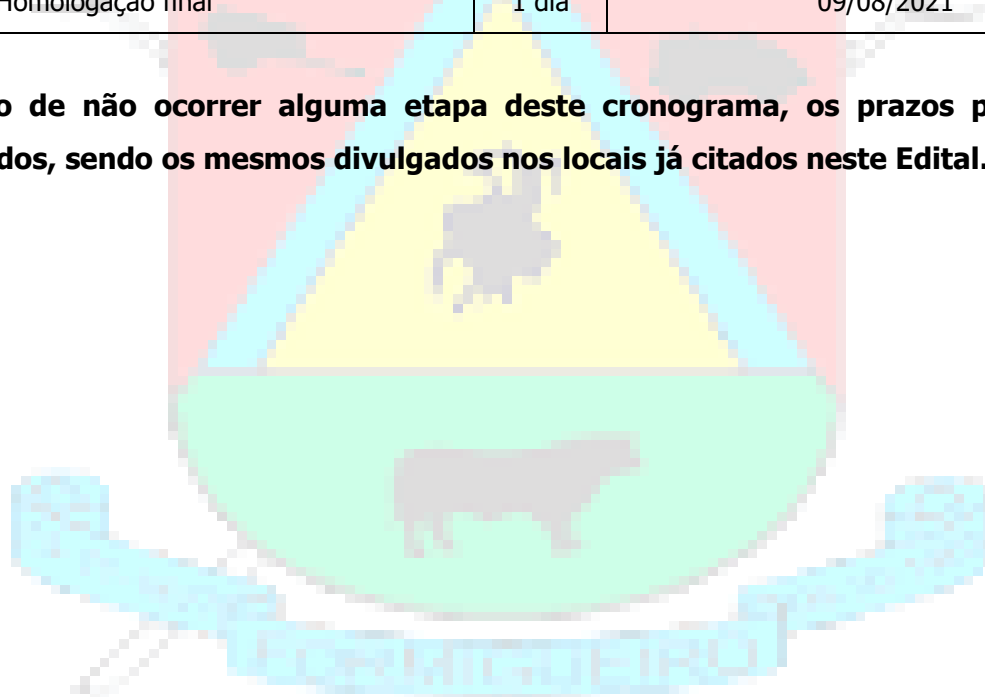 Homologação final 1 dia 09/08/2021
o de não ocorrer alguma etapa deste cronograma, os prazos p
dos, sendo os mesmos divulgados nos locais já citados neste Edital.
FORMIGUEIRO